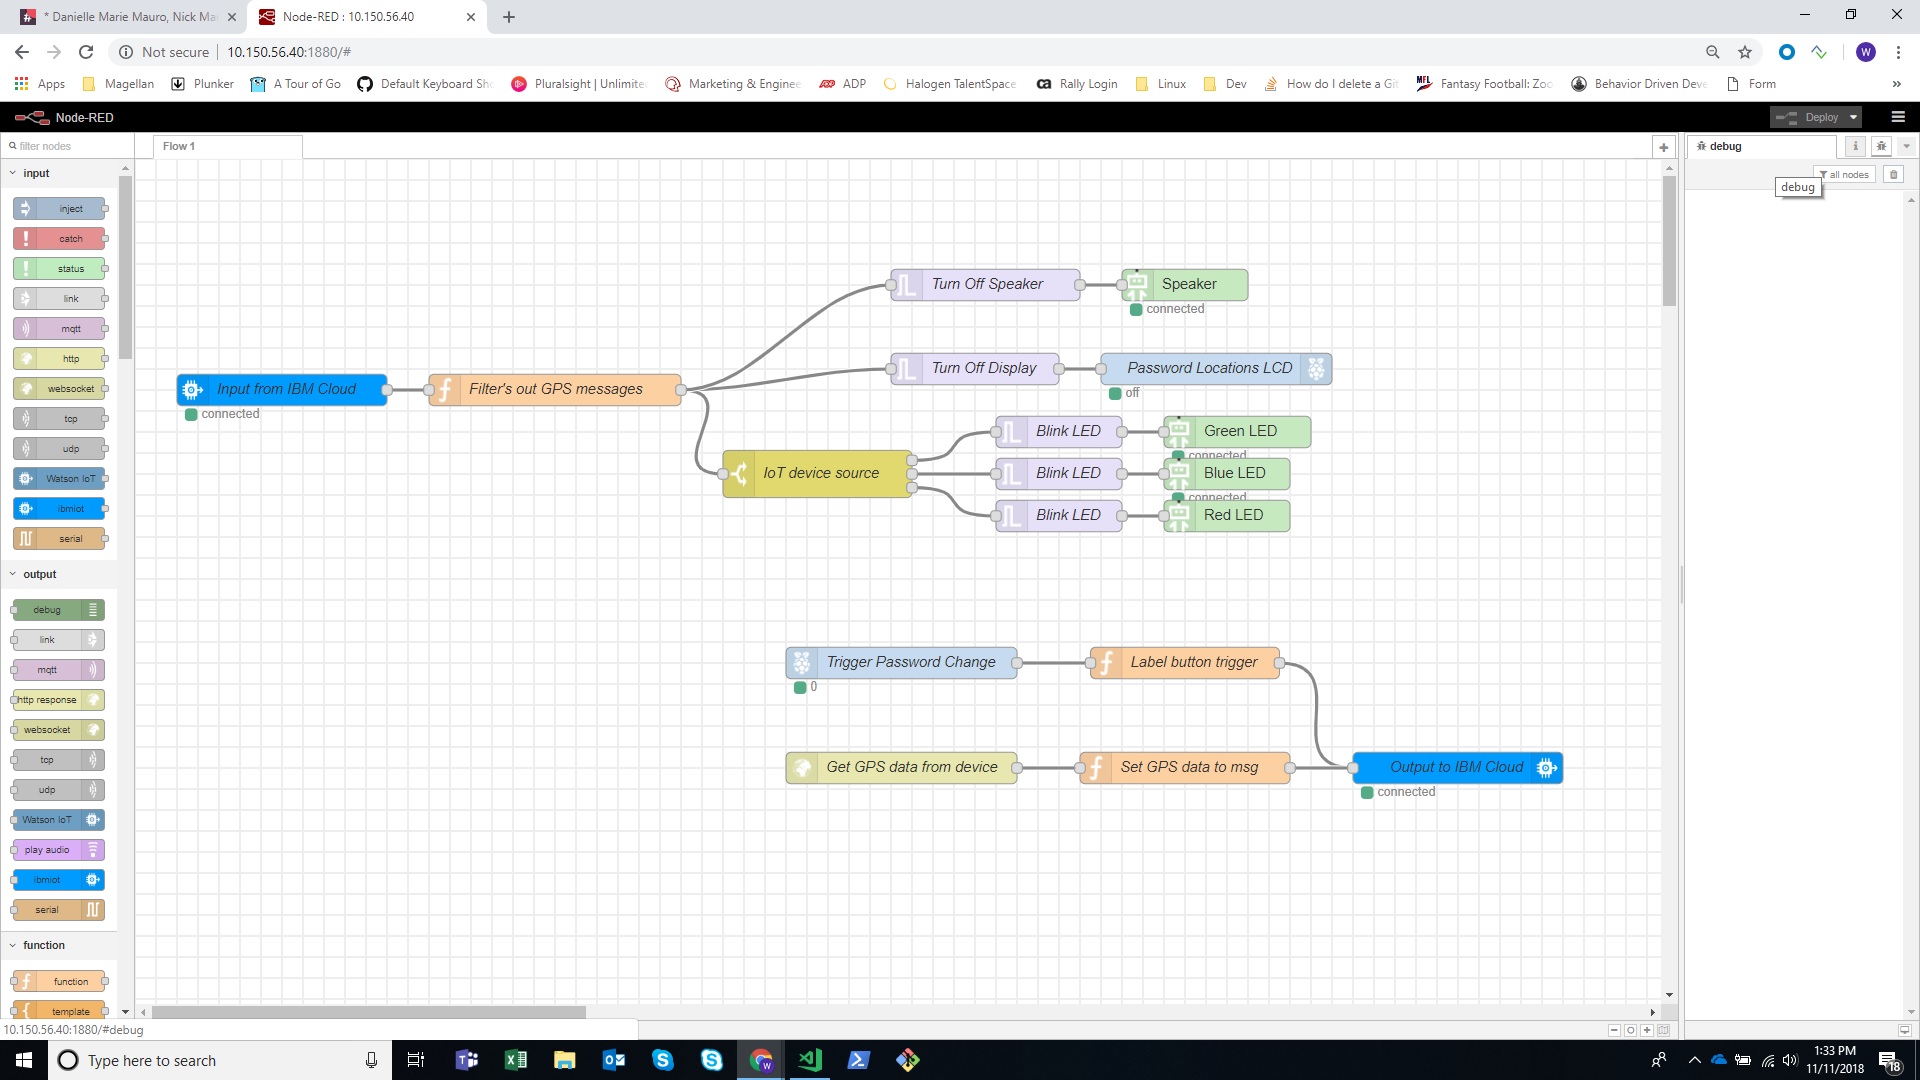 * Danielle Marie Mauro, Nick Ma
Node-RED : 10.150.56.40
Not secure
10.150.56.40:1880/#
W
Apps
Magellan
Plunker
A Tour of Go
Default Keyboard Sho
Pluralsight | Unlimite
Marketing & Enginee
ADP
Halogen TalentSpace
ca Rally Login
Linux
Dev
How do I delete a Git
MFL Fantasy Football: Zoo
Behavior Driven Deve
Form
»
Node-RED
Deploy
filter nodes
Flow 1
+
debug
i
all nodes
debug
input
inject
catch
status
link
mqtt
http
websocket
tcp
udp
Watson IoT
ibmiot
serial
output
debug
link
mqtt
http response
websocket
tcp
udp
Watson IoT
play audio
ibmiot
serial
function
function
template
Turn Off Speaker
Speaker
connected
Turn Off Display
Password Locations LCD
off
Input from IBM Cloud
connected
Filter's out GPS messages
IoT device source
Blink LED
Green LED
connected
Blink LED
Blue LED
connected
Blink LED
Red LED
Trigger Password Change
0
Label button trigger
Get GPS data from device
Set GPS data to msg
Output to IBM Cloud
connected
10.150.56.40:1880/#debug
Type here to search
1:33 PM
11/11/2018
18